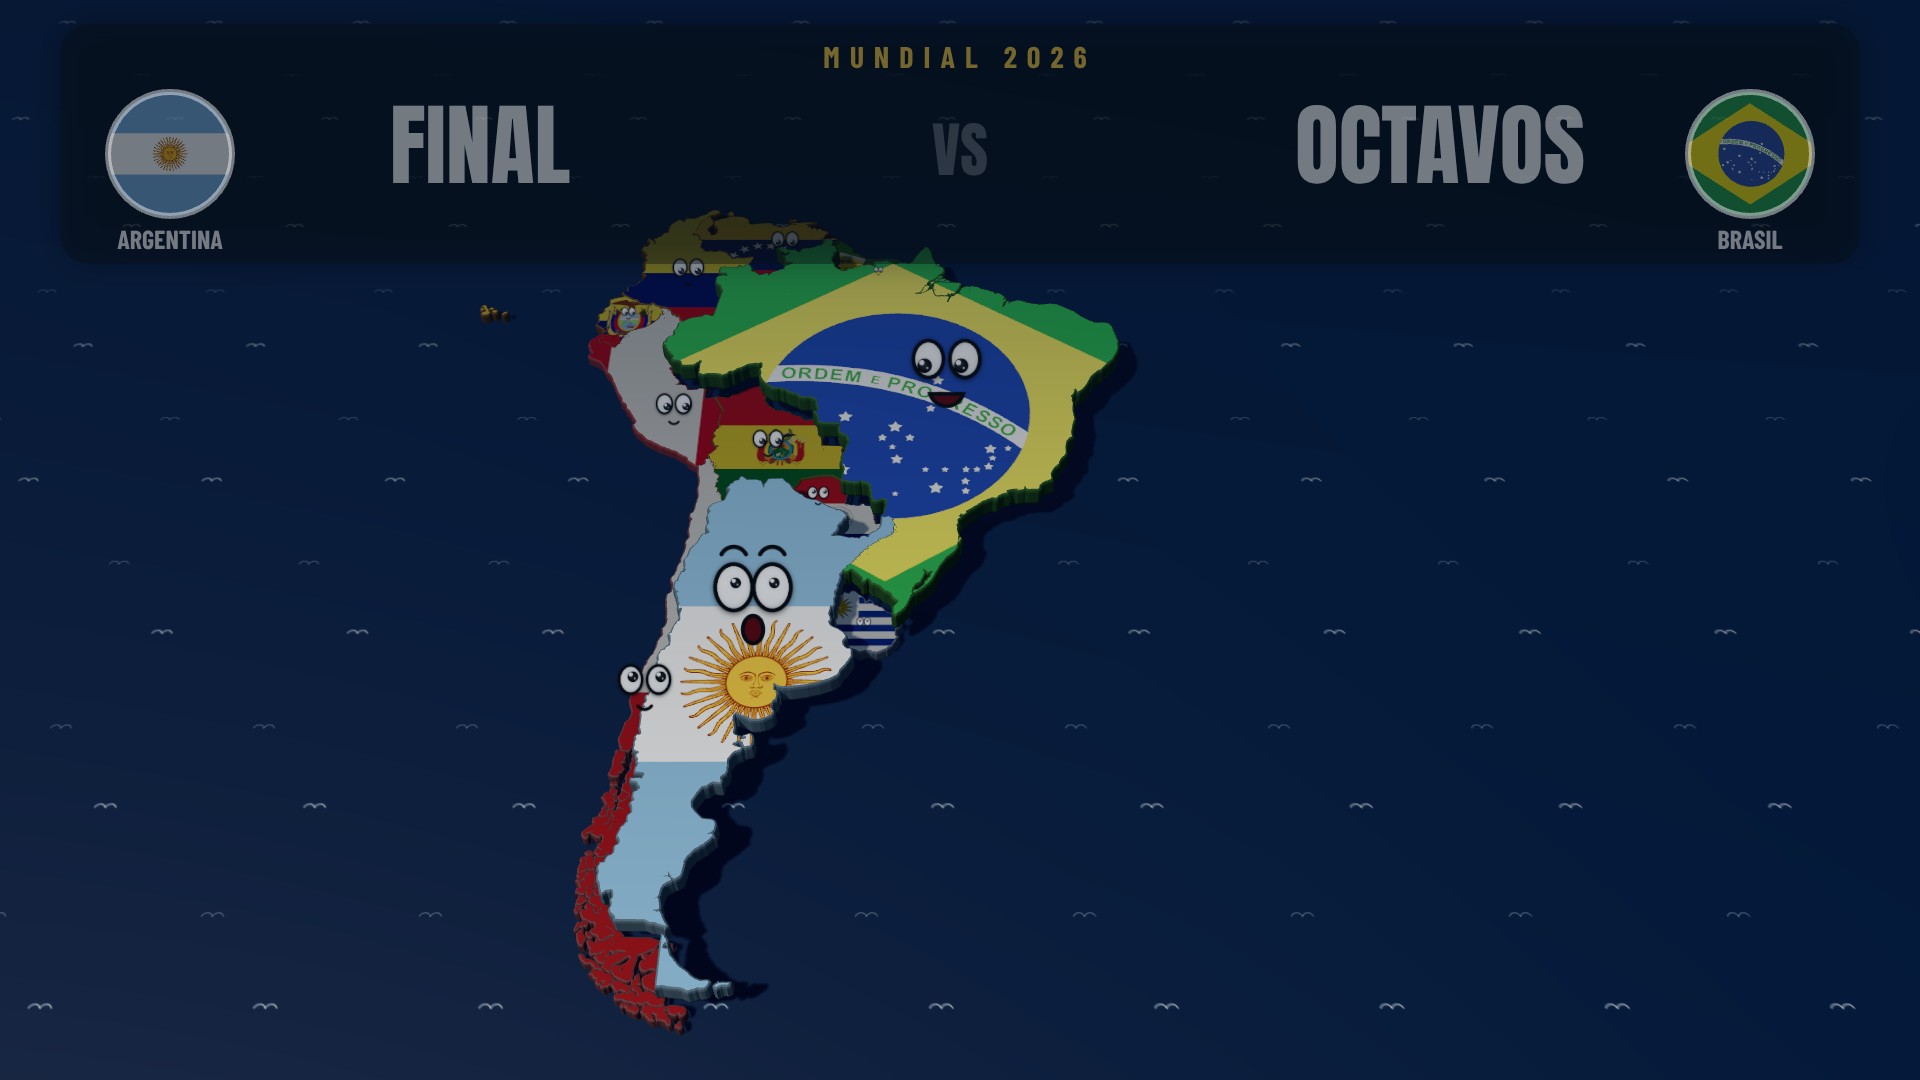 MUNDIAL 2026
FINAL VS OCTAVOS
ARGENTINA
BRASIL
ORDEM E PROGRESSO